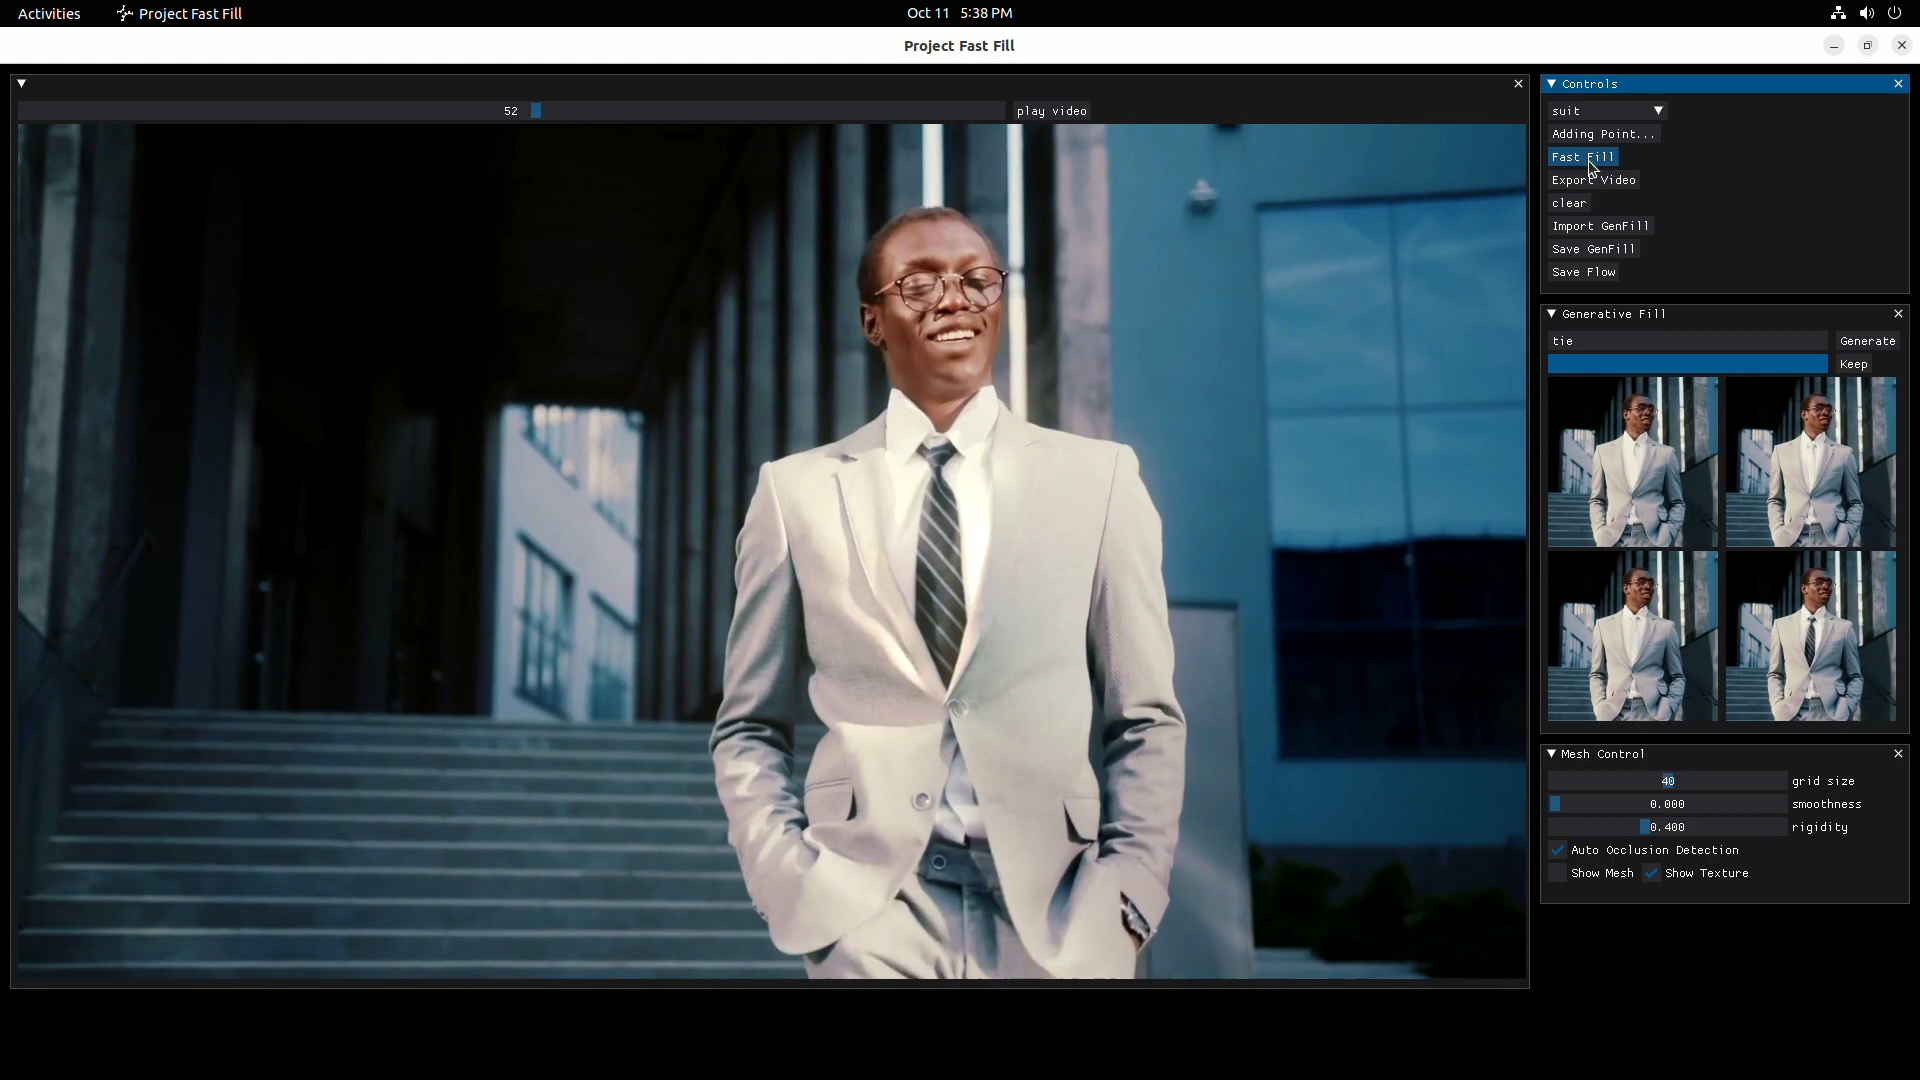 Activities
Project Fast Fill
Oct 11 5:38 PM
Project Fast Fill
52
play video
Controls
suit
Adding Point...
Fast Fill
Export Video
clear
Import GenFill
Save GenFill
Save Flow
Generative Fill
tie
Generate
Keep
Mesh Control
40
grid size
0.000
smoothness
0.400
rigidity
Auto Occlusion Detection
Show Mesh
Show Texture